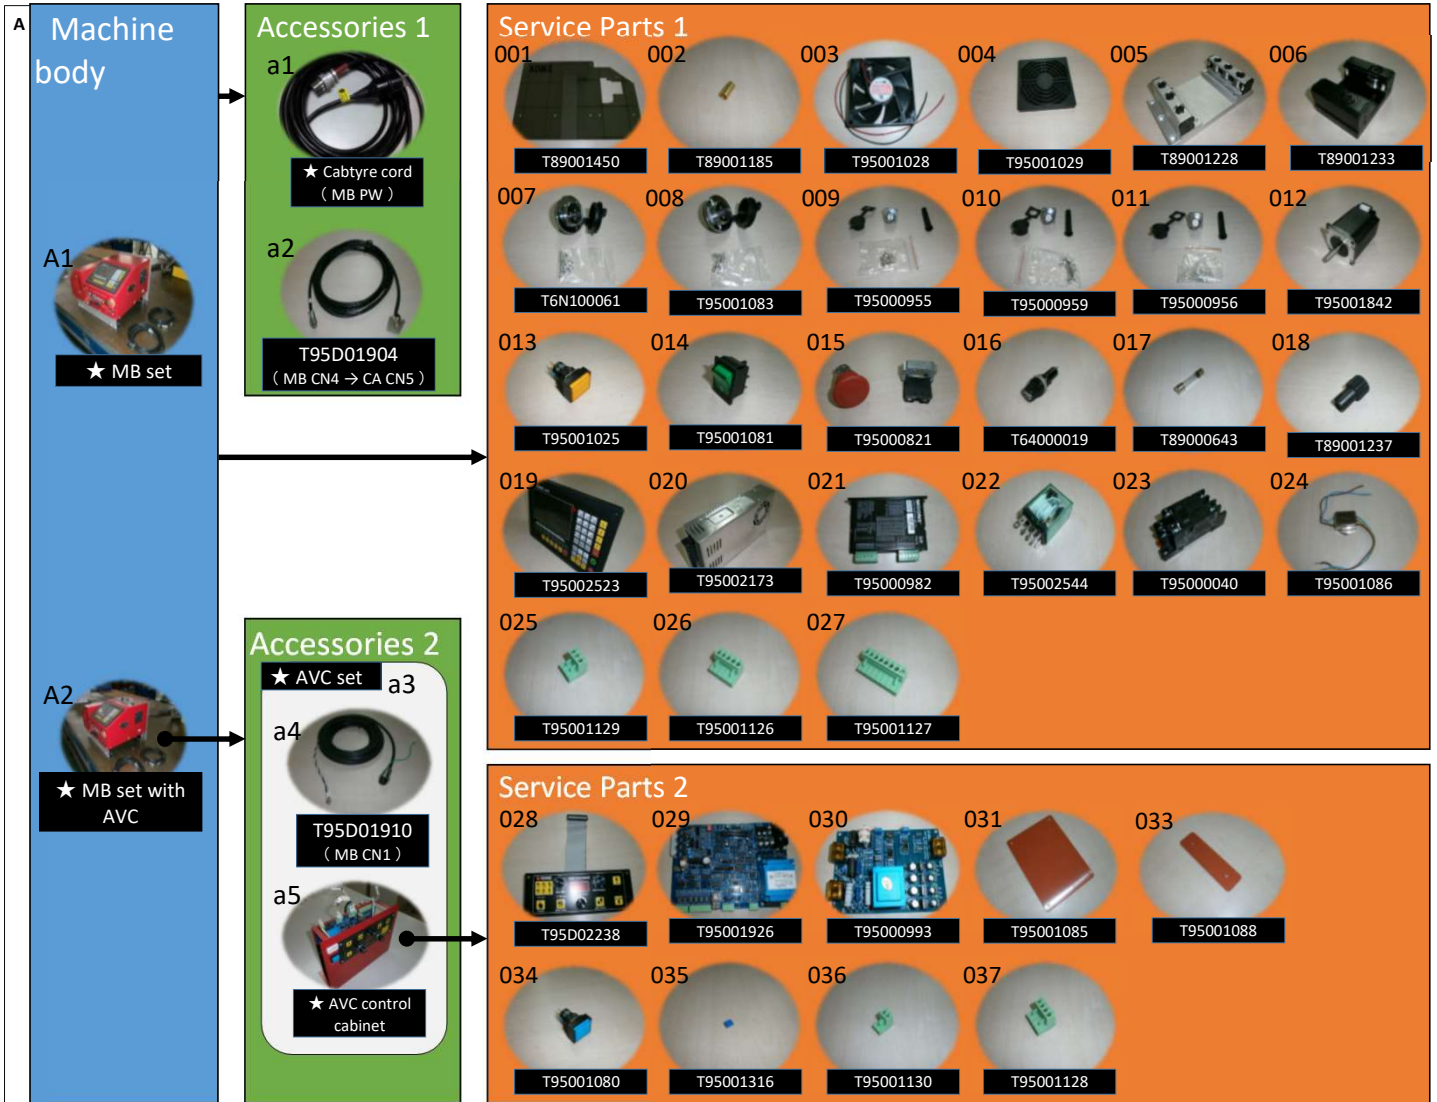 A
Machine
body
A1
★ MB set
A2
★ MB set with
AVC
Accessories 1
a1
★ Cabtyre cord
( MB PW )
a2
T95D01904
( MB CN4 → CA CN5 )
Accessories 2
★ AVC set
a3
a4
T95D01910
( MB CN1 )
a5
★ AVC control
cabinet
Service Parts 1
001 002 003 004 005 006
T89001450 T89001185 T95001028 T95001029 T89001228 T89001233
007 008 009 010 011 012
T6N100061 T95001083 T95000955 T95000959 T95000956 T95001842
013 014 015 016 017 018
T95001025 T95001081 T95000821 T64000019 T89000643 T89001237
019 020 021 022 023 024
T95002523 T95002173 T95000982 T95002544 T95000040 T95001086
025 026 027
T95001129 T95001126 T95001127
Service Parts 2
028 029 030 031 033
T95D02238 T95001926 T95000993 T95001085 T95001088
034 035 036 037
T95001080 T95001316 T95001130 T95001128